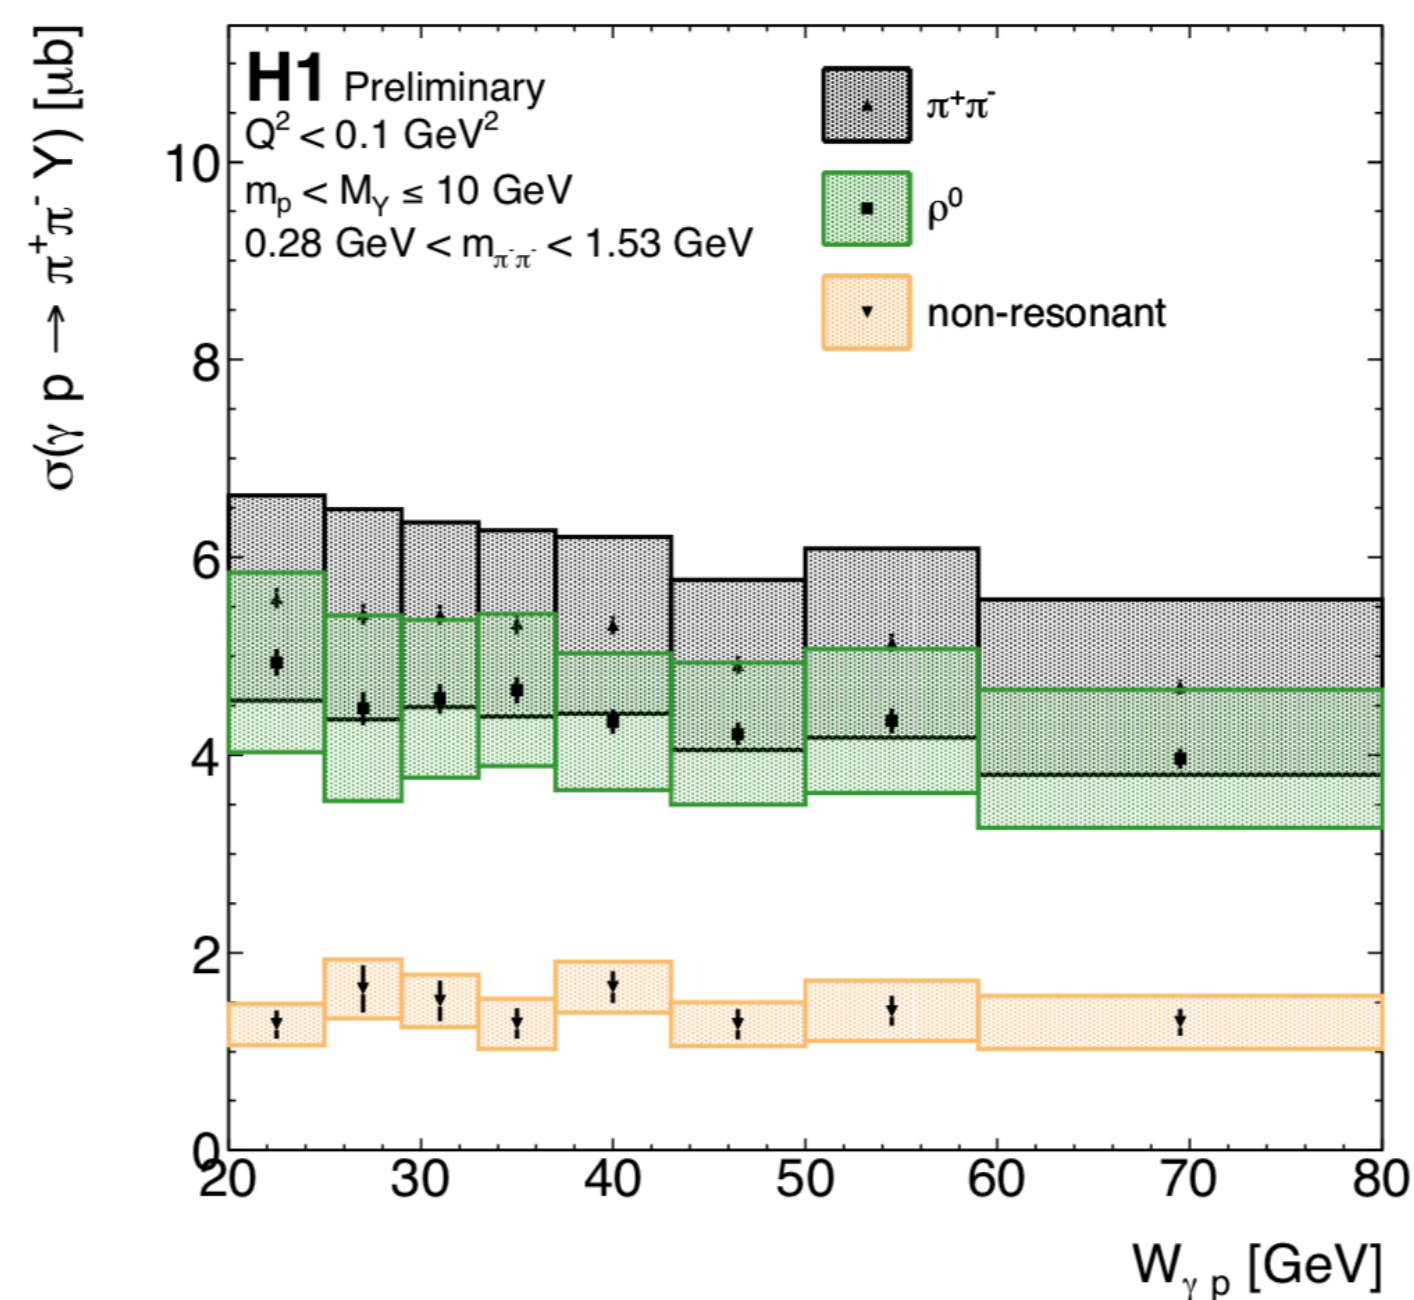 σ(γ p → π⁺π⁻ Y) [μb]
H1 Preliminary
Q² < 0.1 GeV²
m_p < M_Y ≤ 10 GeV
0.28 GeV < m_π⁻π⁻ < 1.53 GeV
π⁺π⁻
ρ⁰
non-resonant
10
8
6
4
2
0
20 30 40 50 60 70 80
W_γ p [GeV]